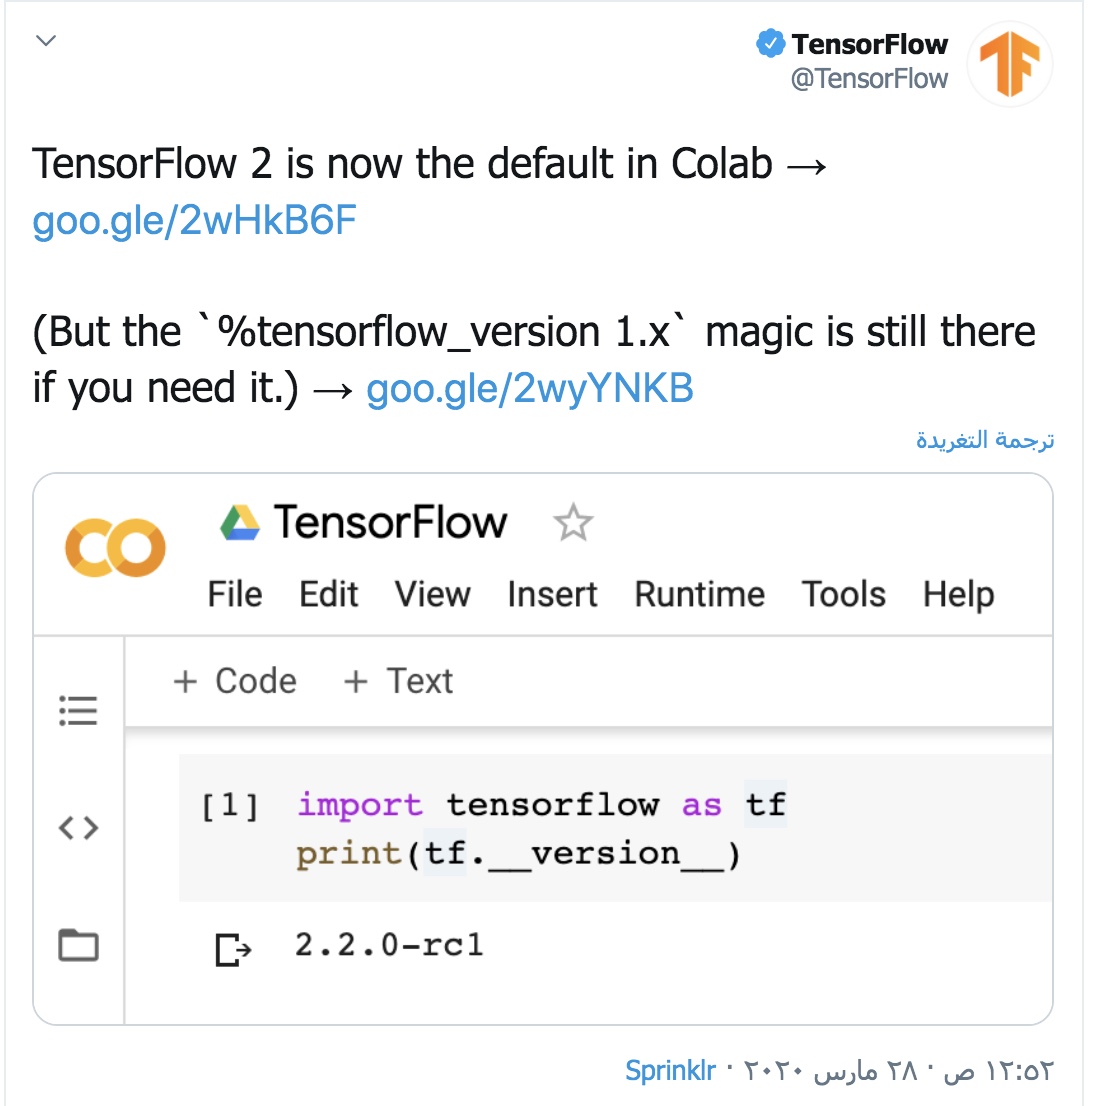 TensorFlow
@TensorFlow
TensorFlow 2 is now the default in Colab →
goo.gle/2wHkB6F
(But the `%tensorflow_version 1.x` magic is still there
if you need it.) → goo.gle/2wyYNKB
ترجمة التغريدة
TensorFlow
File Edit View Insert Runtime Tools Help
+ Code + Text
[1] import tensorflow as tf
print(tf.__version__)
2.2.0-rc1
١٢:٥٢ ص · ٢٨ مارس ٢٠٢٠ · Sprinklr